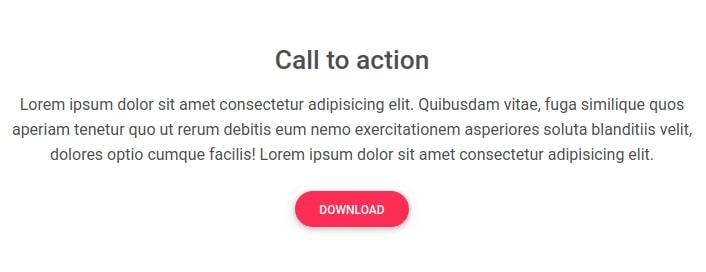 Call to action
Lorem ipsum dolor sit amet consectetur adipisicing elit. Quibusdam vitae, fuga similique quos
aperiam tenetur quo ut rerum debitis eum nemo exercitationem asperiores soluta blanditiis velit,
dolores optio cumque facilis! Lorem ipsum dolor sit amet consectetur adipisicing elit.
DOWNLOAD